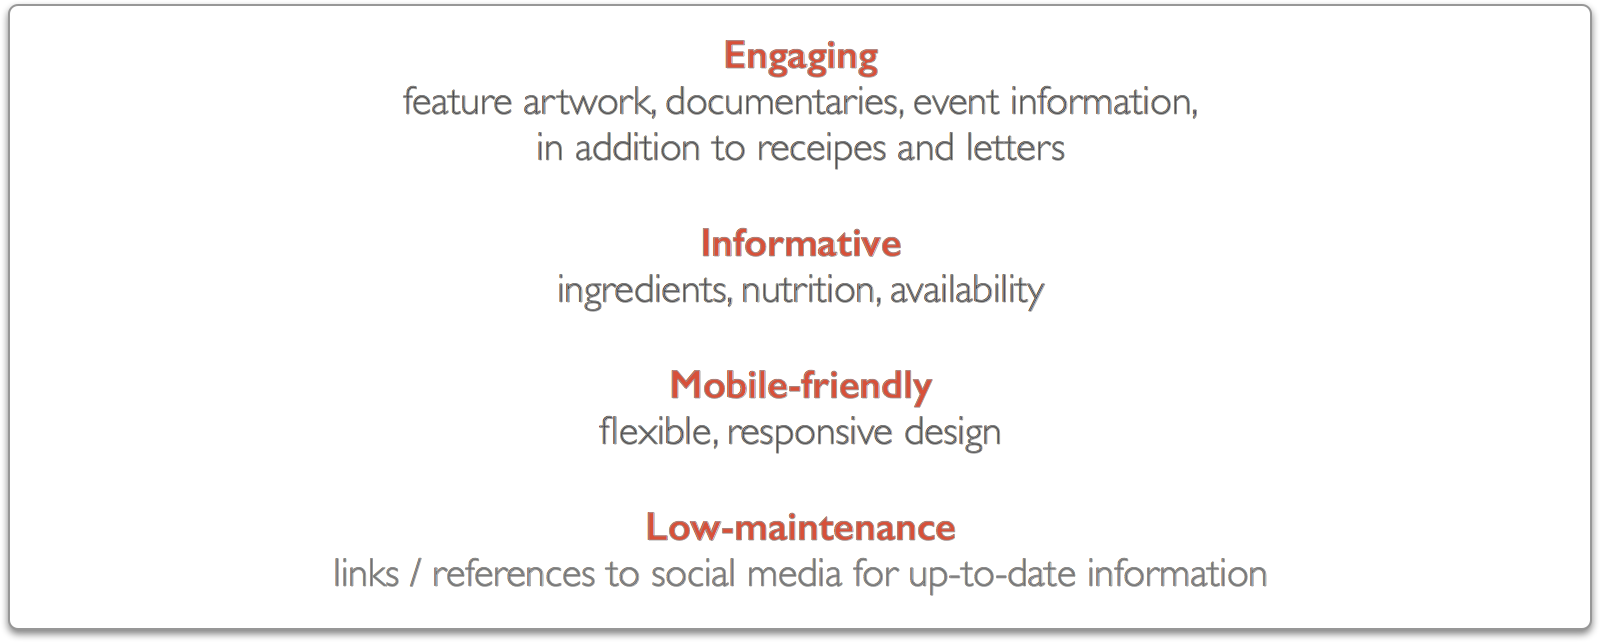 Engaging
feature artwork, documentaries, event information,
in addition to receipes and letters
Informative
ingredients, nutrition, availability
Mobile-friendly
flexible, responsive design
Low-maintenance
links / references to social media for up-to-date information